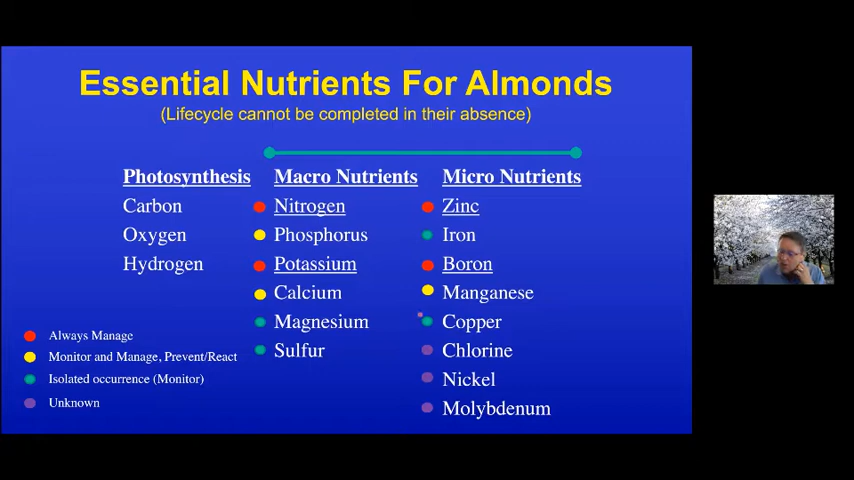 Essential Nutrients For Almonds
(Lifecycle cannot be completed in their absence)
Photosynthesis Macro Nutrients Micro Nutrients
Carbon Nitrogen Zinc
Oxygen Phosphorus Iron
Hydrogen Potassium Boron
Calcium Manganese
Magnesium Copper
Sulfur Chlorine
Nickel
Molybdenum
Always Manage
Monitor and Manage, Prevent/React
Isolated occurrence (Monitor)
Unknown